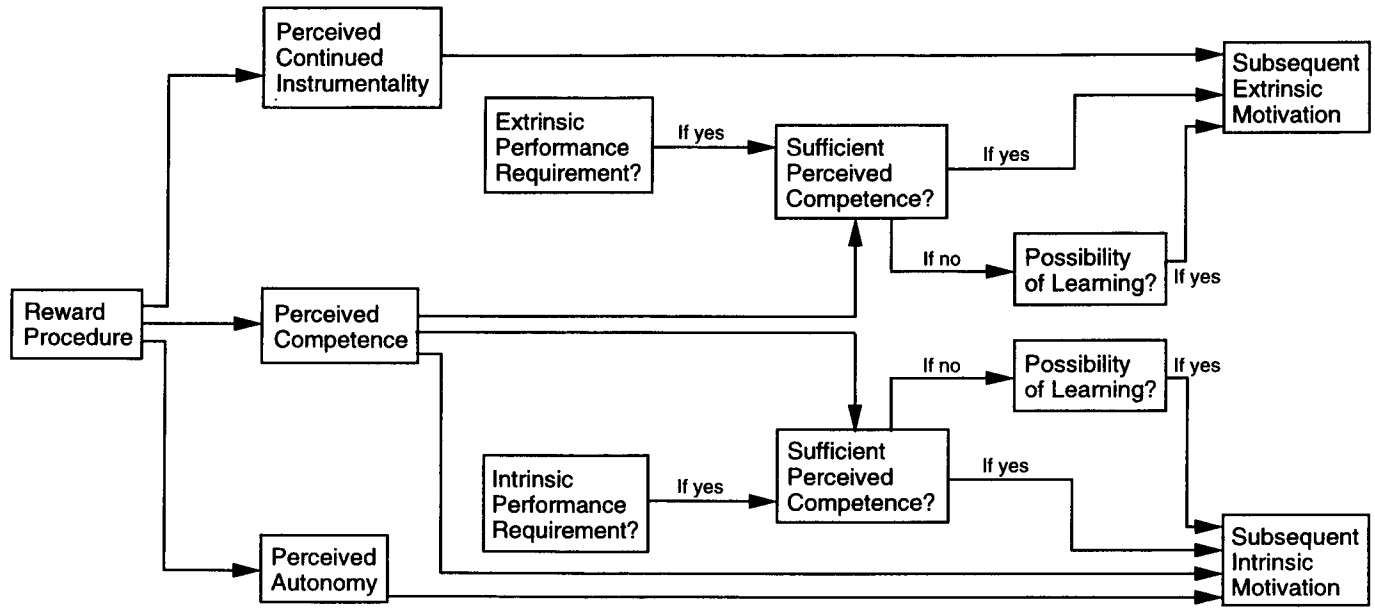 Perceived
Continued
Instrumentality
Subsequent
Extrinsic
Motivation
Extrinsic
Performance
Requirement?
If yes
Sufficient
Perceived
Competence?
If yes
If no
Possibility
of Learning?
If yes
Reward
Procedure
Perceived
Competence
If no
Possibility
of Learning?
If yes
Intrinsic
Performance
Requirement?
If yes
Sufficient
Perceived
Competence?
If yes
Perceived
Autonomy
Subsequent
Intrinsic
Motivation